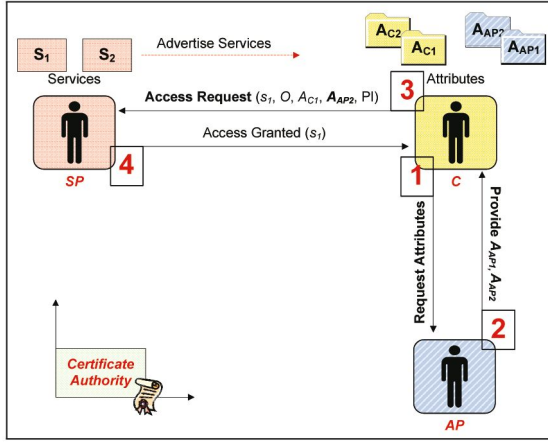 S1 S2
Advertise Services
AC2
AC1
AAP2
AAP1
Services
Attributes
Access Request (s1, O, AC1, AAP2, PI)
3
Access Granted (s1)
SP
4
1
C
Request Attributes
Provide AAP1, AAP2
2
Certificate
Authority
AP